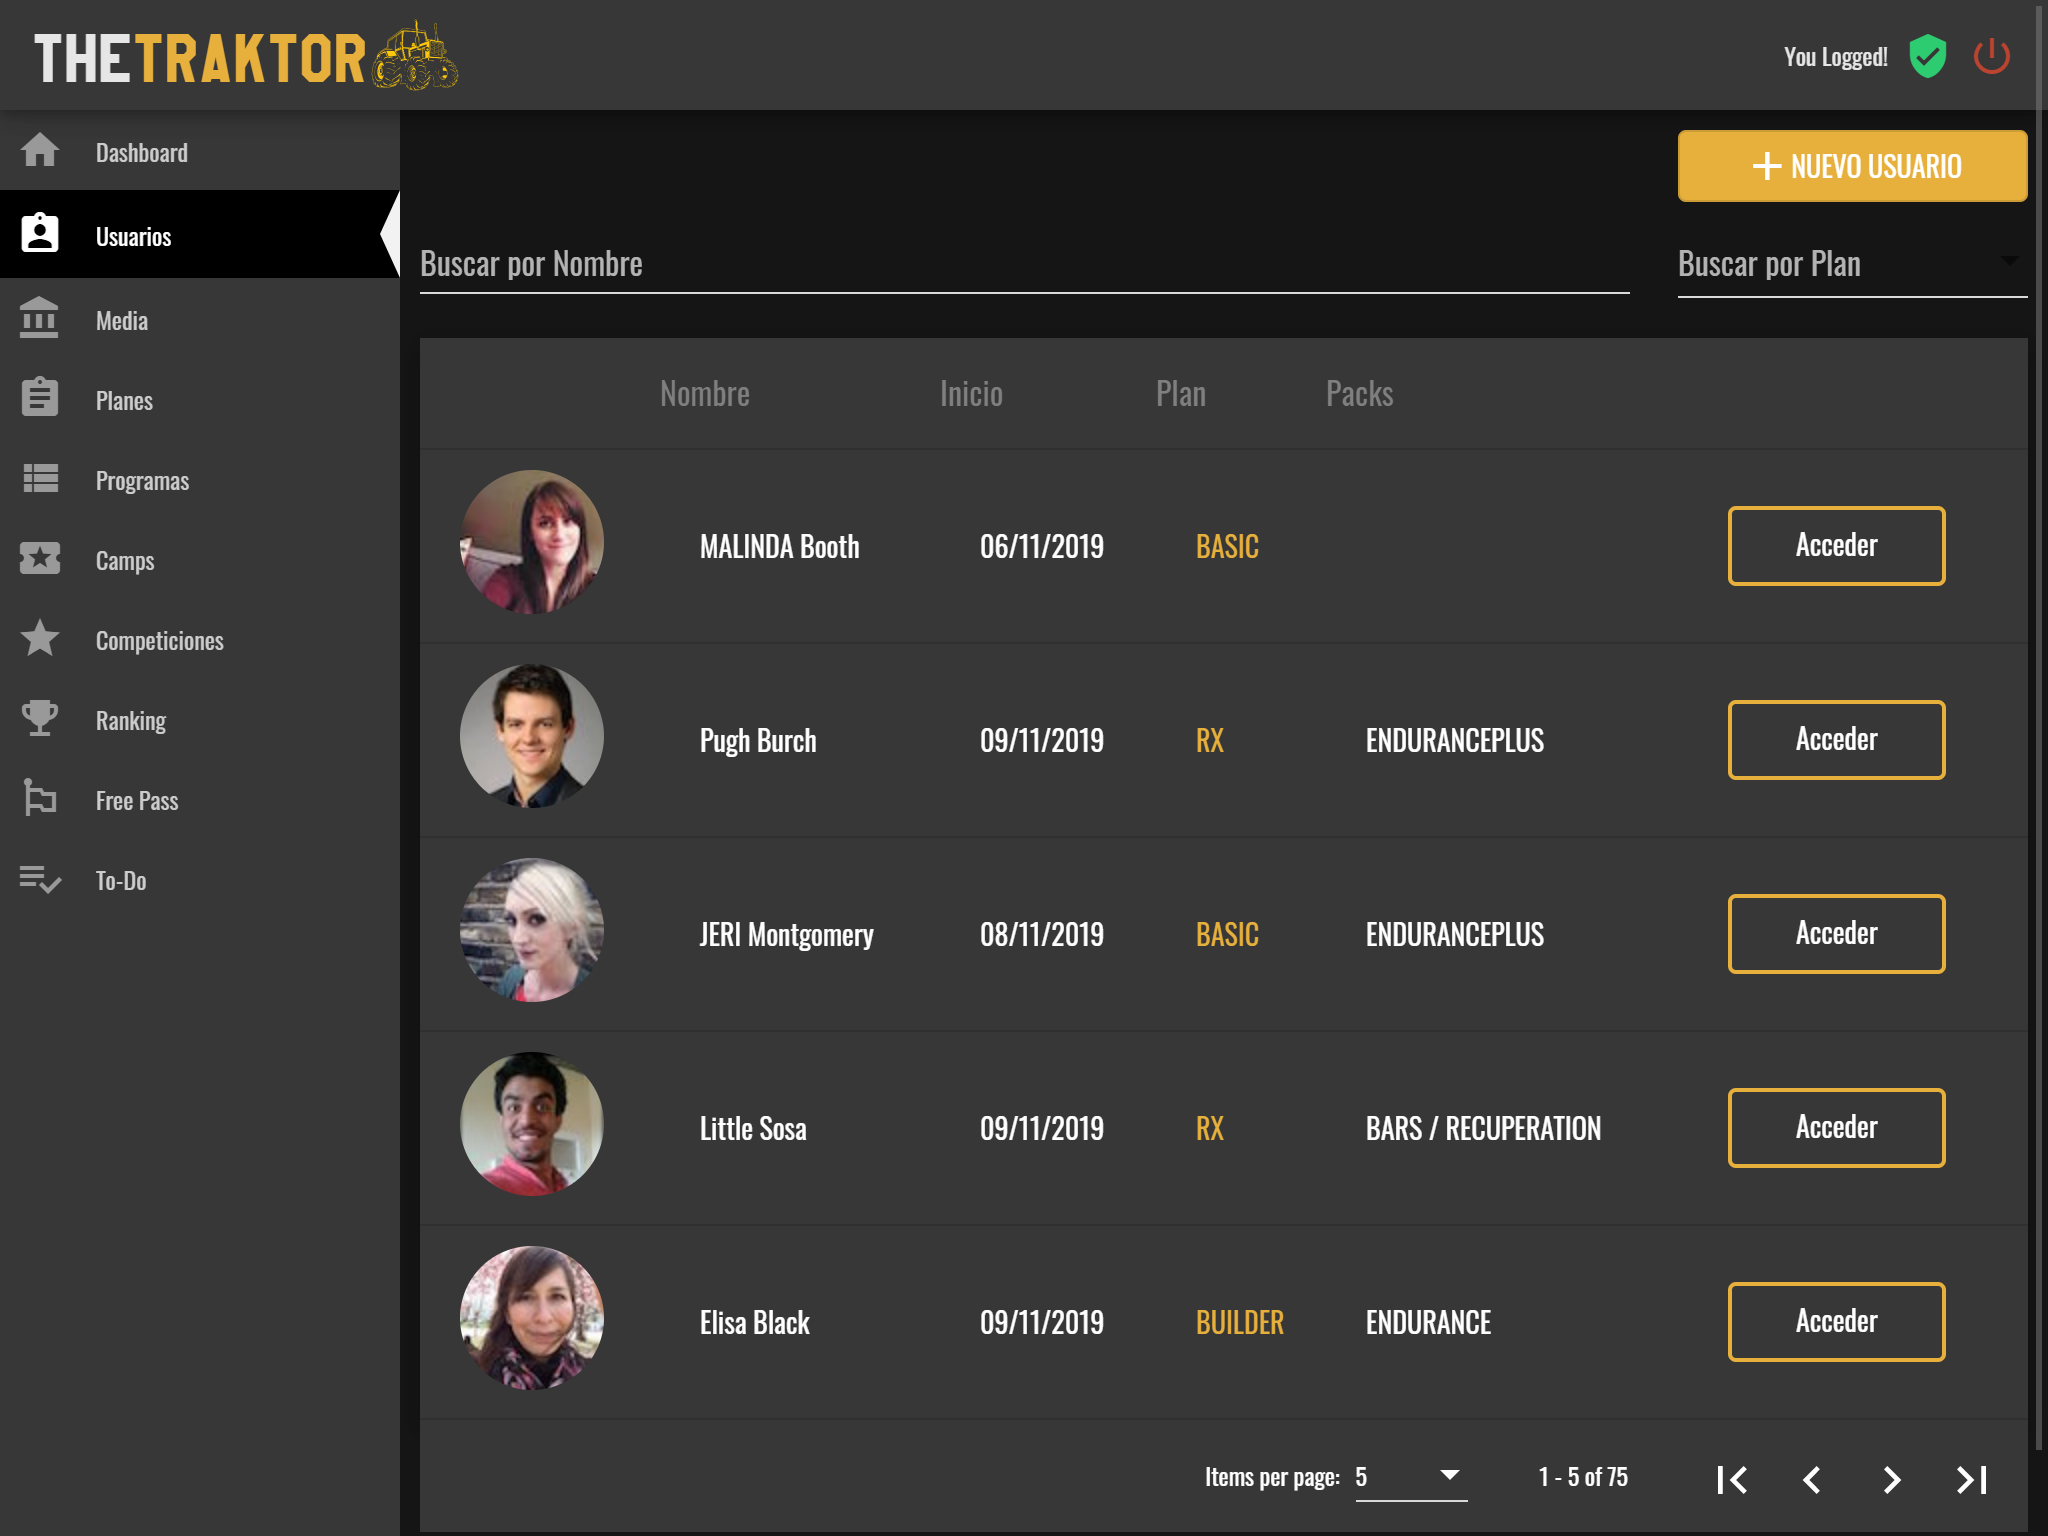 THETRAKTOR
You Logged!
Dashboard
Usuarios
Media
Planes
Programas
Camps
Competiciones
Ranking
Free Pass
To-Do
NUEVO USUARIO
Buscar por Nombre
Buscar por Plan
Nombre Inicio Plan Packs
MALINDA Booth 06/11/2019 BASIC Acceder
Pugh Burch 09/11/2019 RX ENDURANCEPLUS Acceder
JERI Montgomery 08/11/2019 BASIC ENDURANCEPLUS Acceder
Little Sosa 09/11/2019 RX BARS / RECUPERATION Acceder
Elisa Black 09/11/2019 BUILDER ENDURANCE Acceder
Items per page: 5 1 - 5 of 75